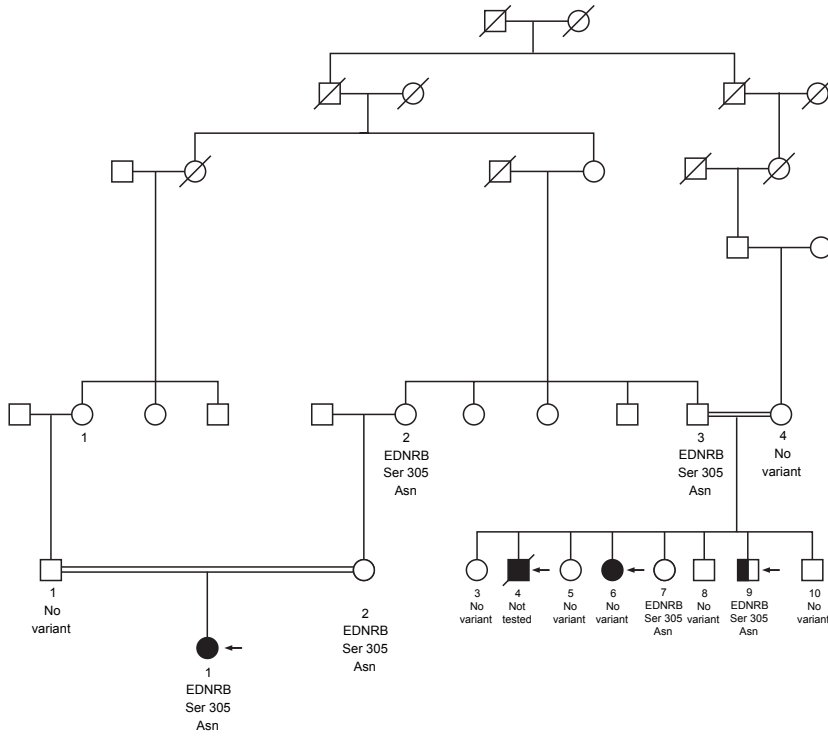 1
2
EDNRB
Ser 305
Asn
3
EDNRB
Ser 305
Asn
4
No
variant
1
No
variant
2
EDNRB
Ser 305
Asn
3
No
variant
4
Not
tested
5
No
variant
6
No
variant
7
EDNRB
Ser 305
Asn
8
No
variant
9
EDNRB
Ser 305
Asn
10
No
variant
1
EDNRB
Ser 305
Asn